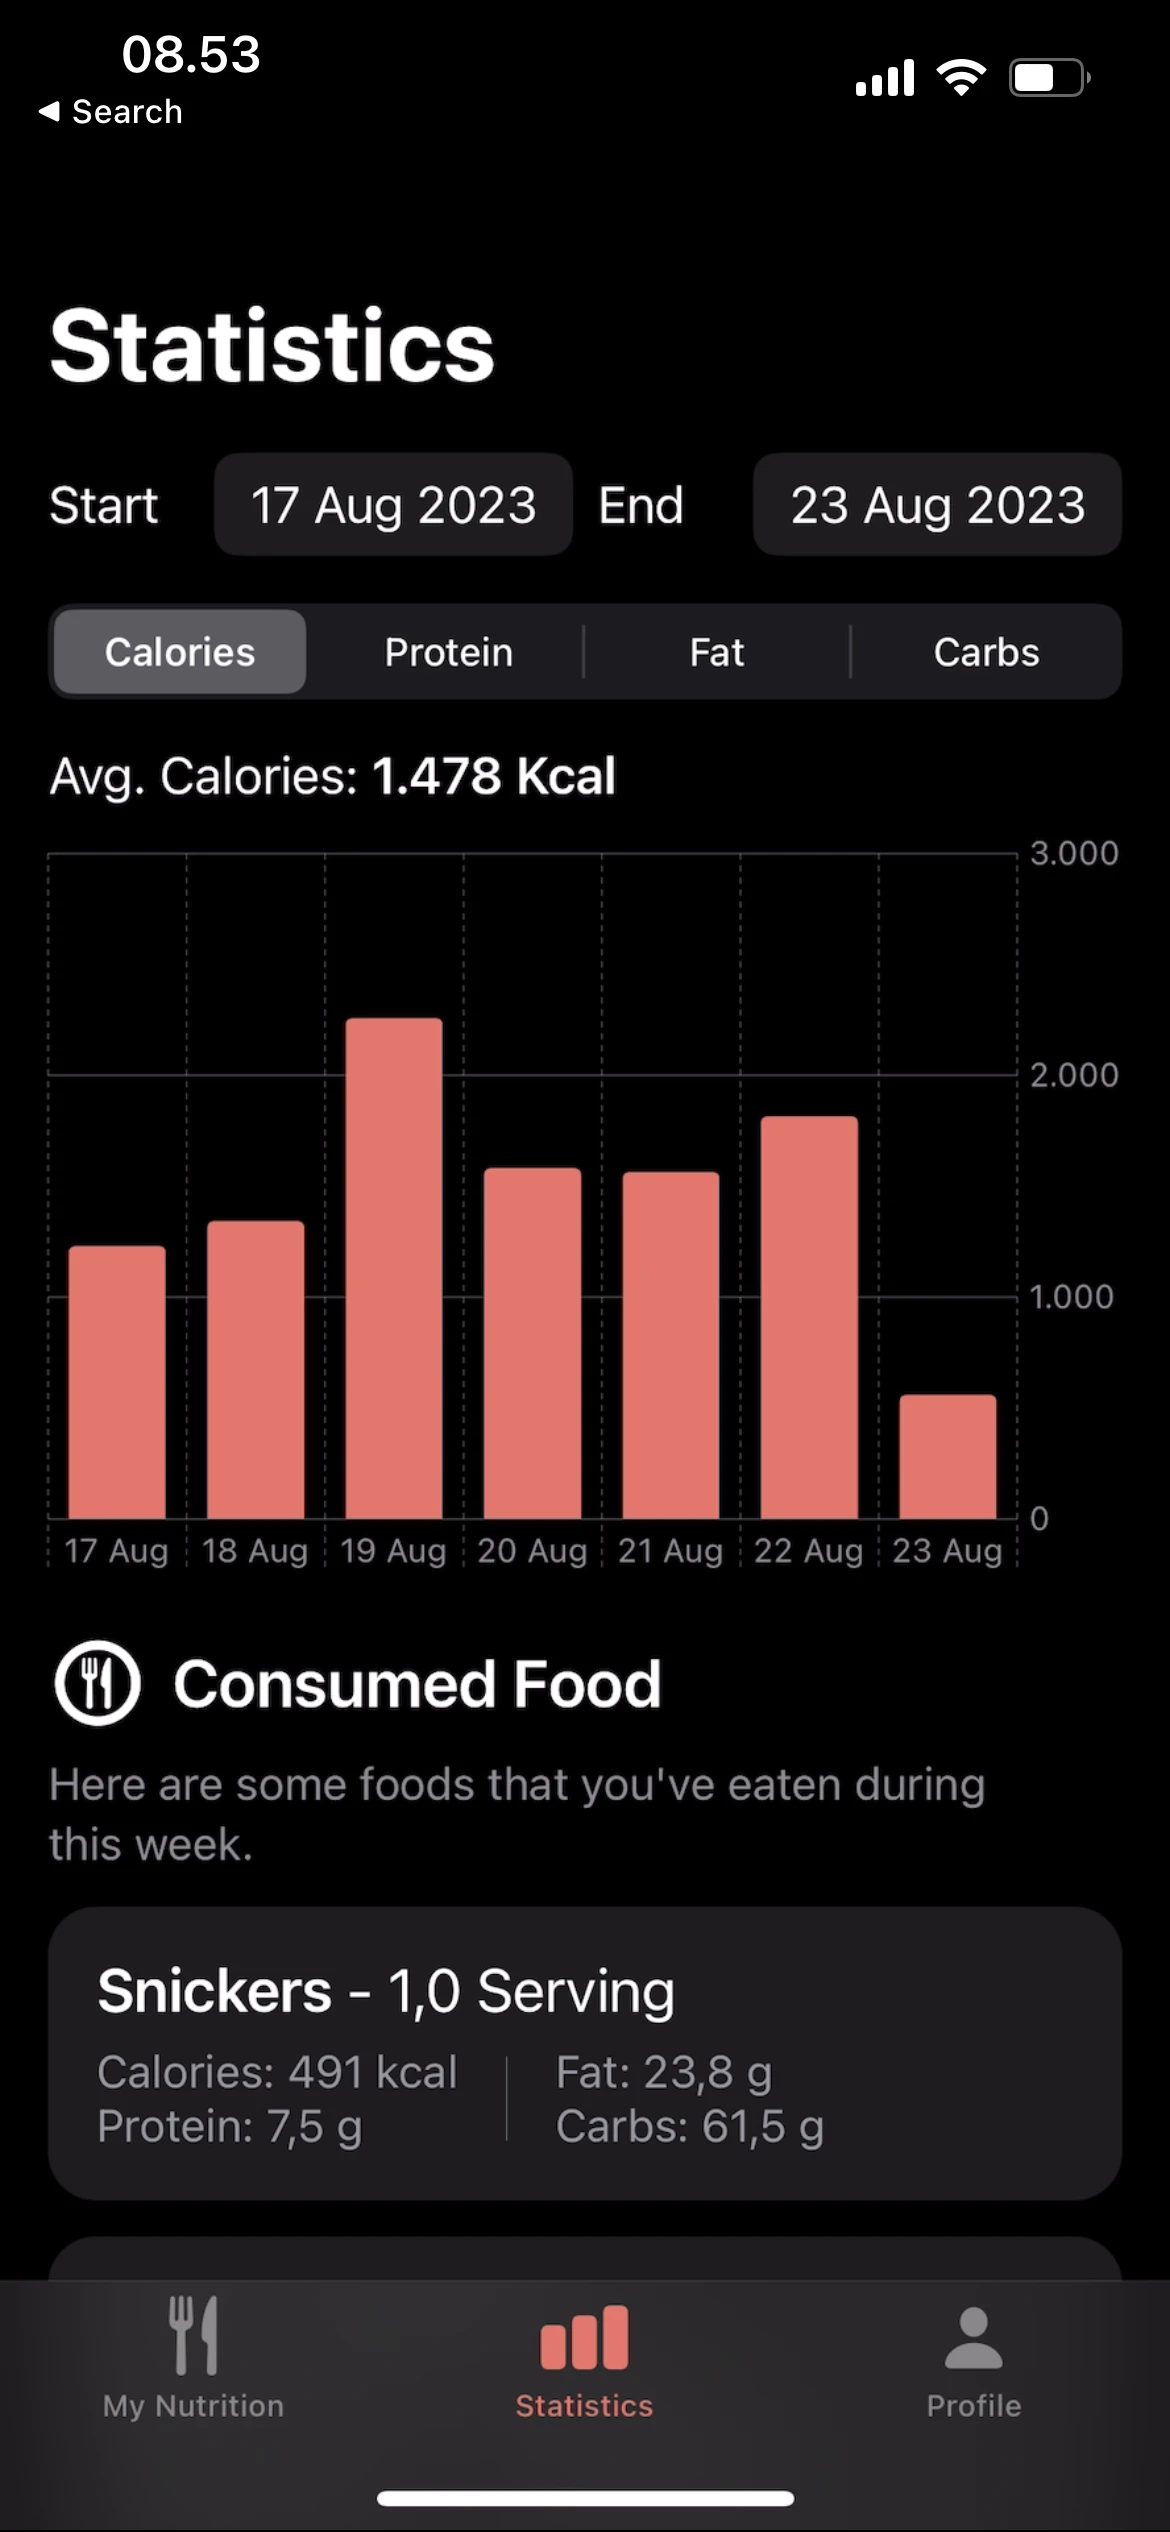 08.53
Search
Statistics
Start 17 Aug 2023 End 23 Aug 2023
Calories Protein Fat Carbs
Avg. Calories: 1.478 Kcal
3.000
2.000
1.000
0
17 Aug 18 Aug 19 Aug 20 Aug 21 Aug 22 Aug 23 Aug
Consumed Food
Here are some foods that you've eaten during
this week.
Snickers - 1,0 Serving
Calories: 491 kcal Fat: 23,8 g
Protein: 7,5 g Carbs: 61,5 g
My Nutrition Statistics Profile